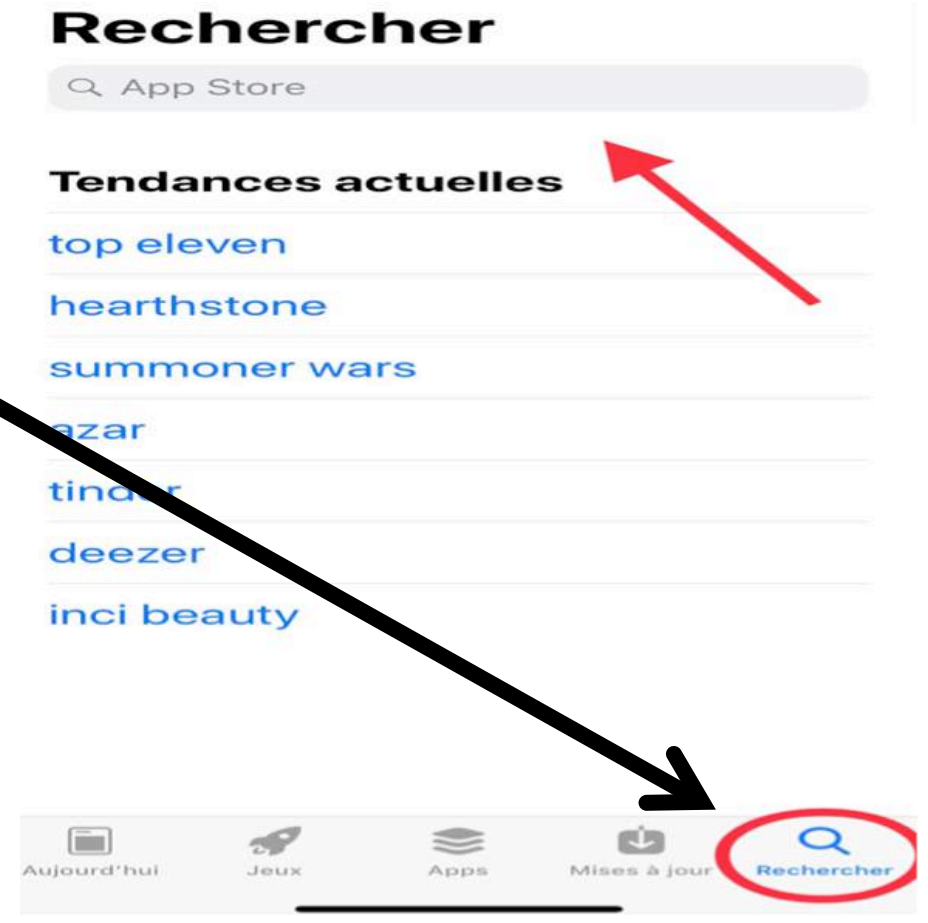 Rechercher
App Store
Tendances actuelles
top eleven
hearthstone
summoner wars
azar
tinder
deezer
inci beauty
Aujourd'hui
Jeux
Apps
Mises à jour
Rechercher